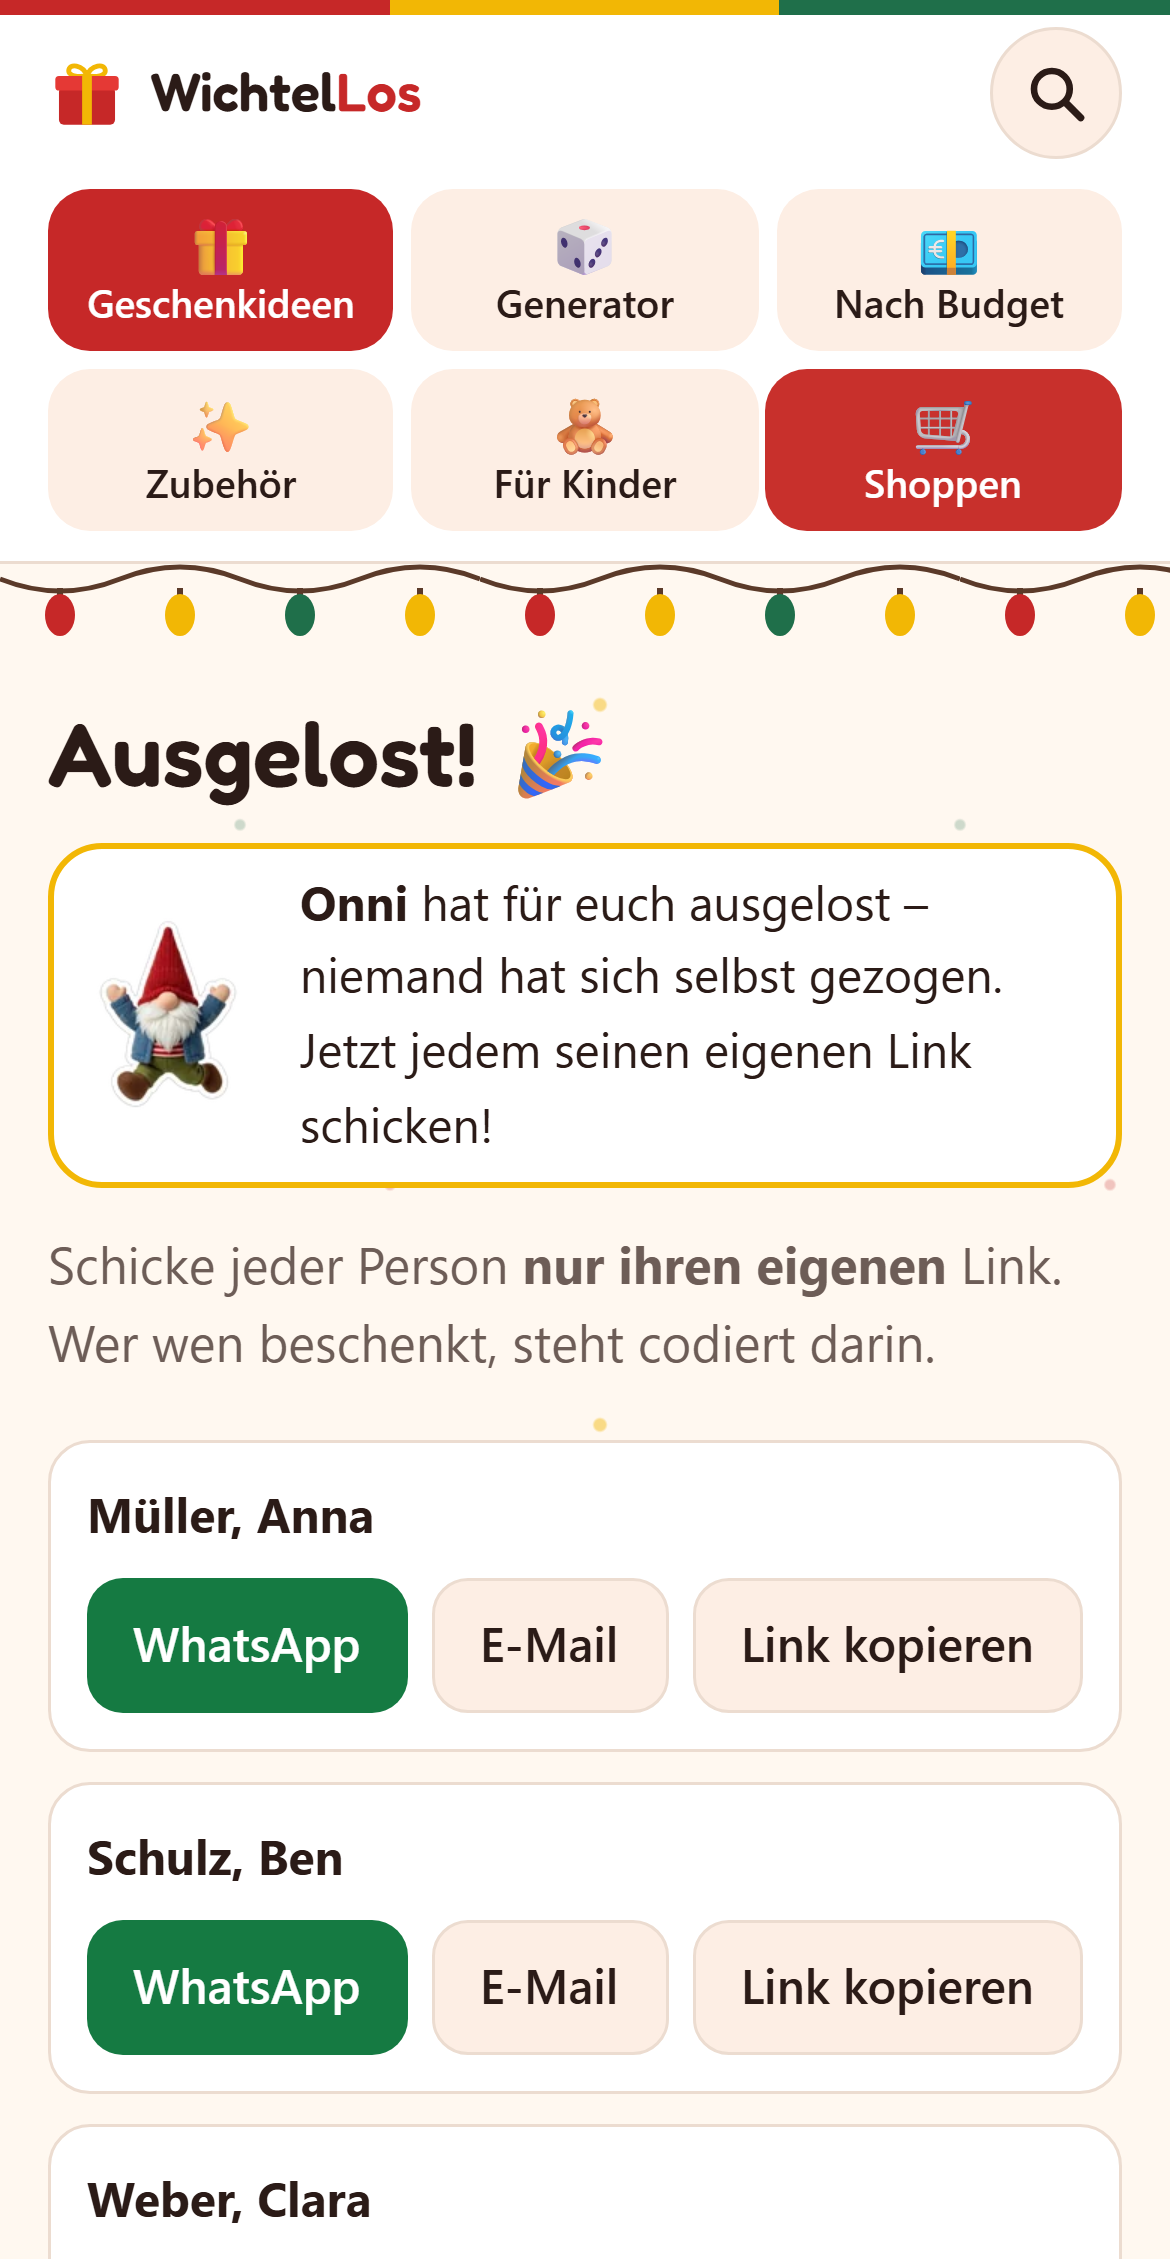 WichtelLos
Geschenkideen
Generator
Nach Budget
Zubehör
Für Kinder
Shoppen
Ausgelost!
Onni hat für euch ausgelost –
niemand hat sich selbst gezogen.
Jetzt jedem seinen eigenen Link
schicken!
Schicke jeder Person nur ihren eigenen Link.
Wer wen beschenkt, steht codiert darin.
Müller, Anna
WhatsApp
E-Mail
Link kopieren
Schulz, Ben
WhatsApp
E-Mail
Link kopieren
Weber, Clara